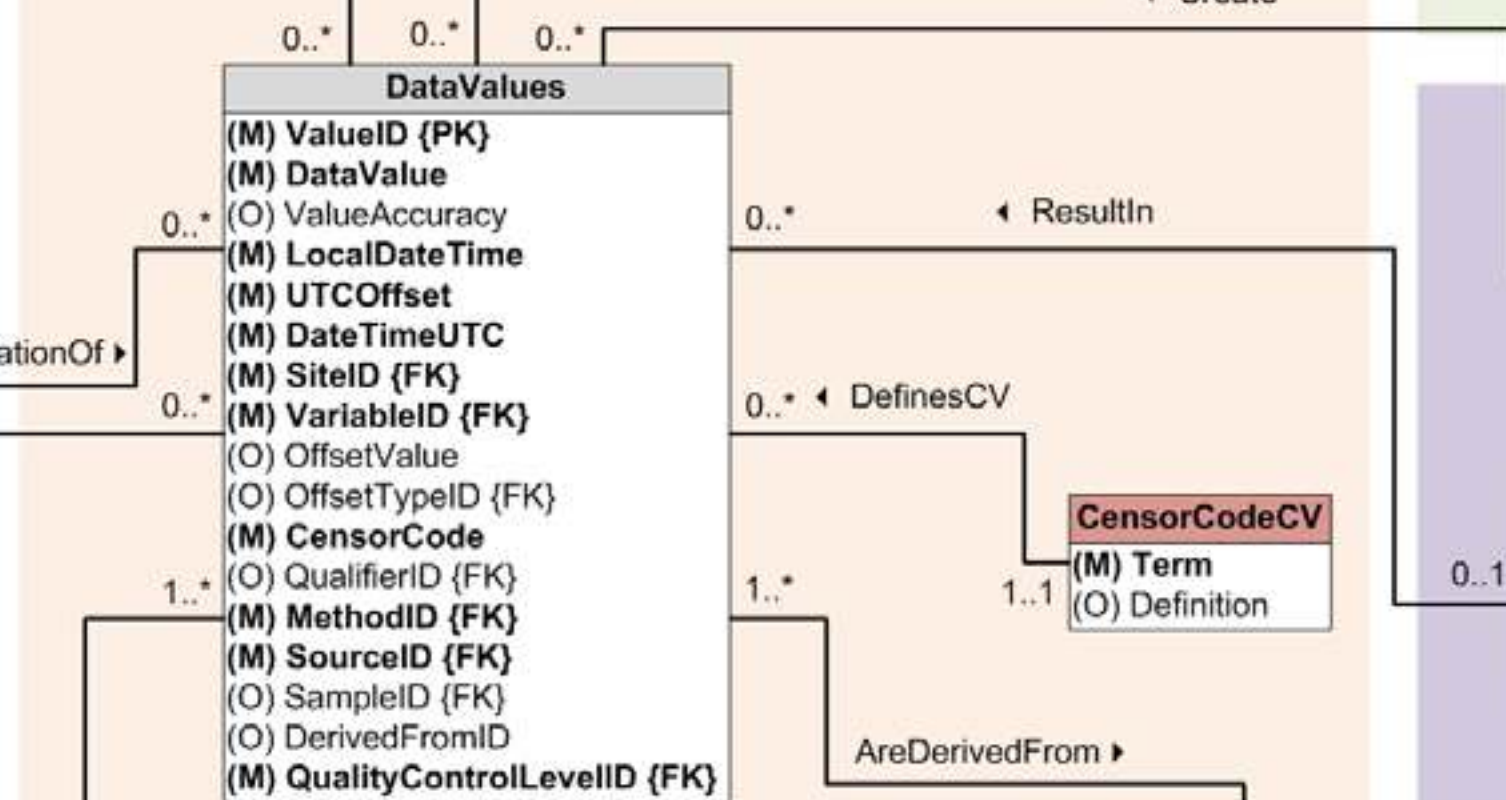 0..*
0..*
0..*
DataValues
(M) ValueID {PK}
(M) DataValue
(O) ValueAccuracy
(M) LocalDateTime
(M) UTCOffset
(M) DateTimeUTC
(M) SiteID {FK}
(M) VariableID {FK}
(O) OffsetValue
(O) OffsetTypeID {FK}
(M) CensorCode
(O) QualifierID {FK}
(M) MethodID {FK}
(M) SourceID {FK}
(O) SampleID {FK}
(O) DerivedFromID
(M) QualityControlLevelID {FK}
0..*
ationOf
0..*
1..*
0..*
ResultIn
0..*
DefinesCV
CensorCodeCV
(M) Term
(O) Definition
1..1
0..1
1..*
AreDerivedFrom